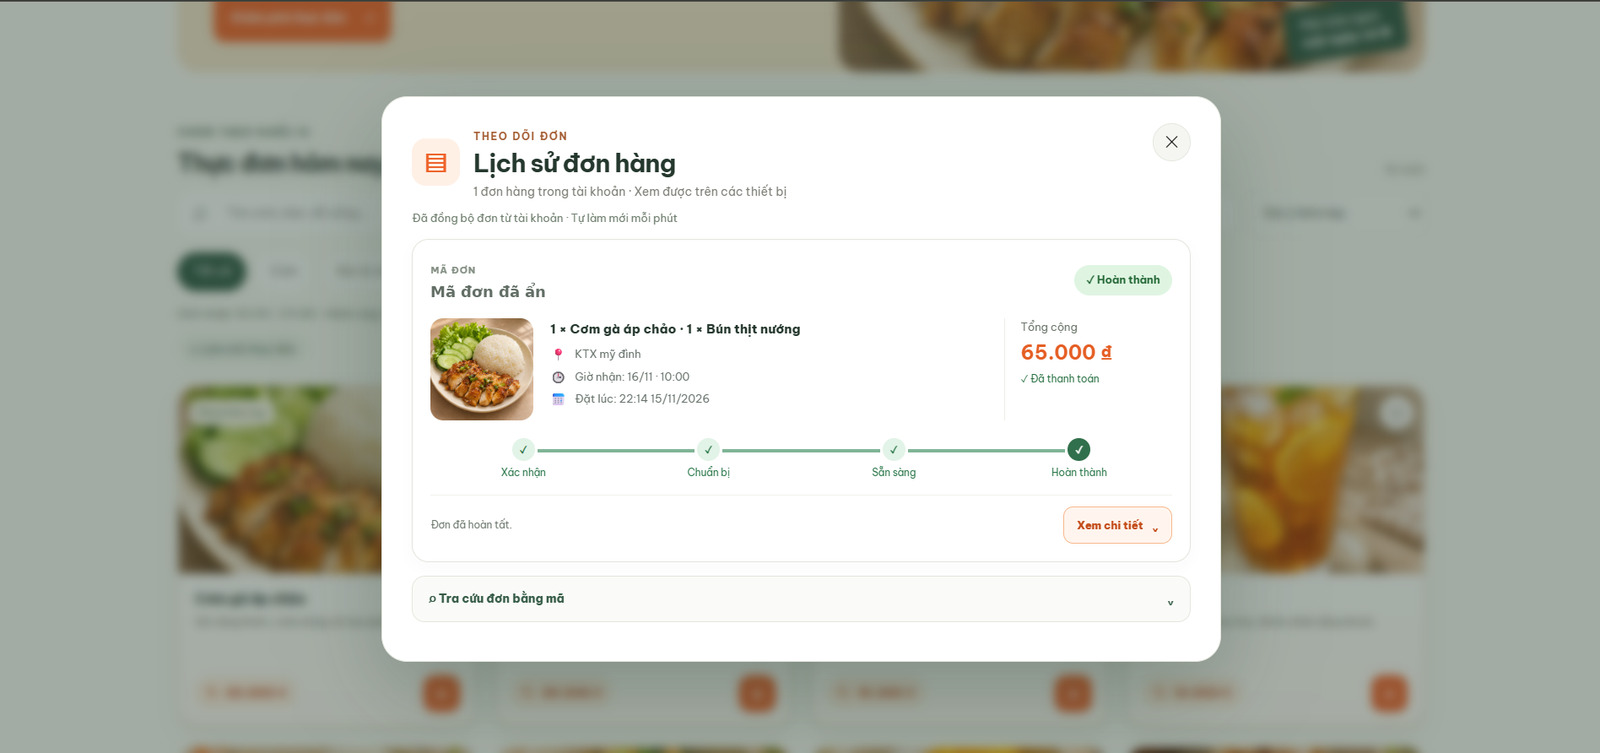 THEO DÕI ĐƠN
Lịch sử đơn hàng
1 đơn hàng trong tài khoản · Xem được trên các thiết bị
Đã đồng bộ đơn từ tài khoản · Tự làm mới mỗi phút
MÃ ĐƠN
Mã đơn đã ẩn
✓ Hoàn thành
1 × Cơm gà áp chảo · 1 × Bún thịt nướng
KTX mỹ đình
Giờ nhận: 16/11 · 10:00
Đặt lúc: 22:14 15/11/2026
Tổng cộng
65.000 ₫
✓ Đã thanh toán
Xác nhận
Chuẩn bị
Sẵn sàng
Hoàn thành
Đơn đã hoàn tất.
Xem chi tiết
Tra cứu đơn bằng mã